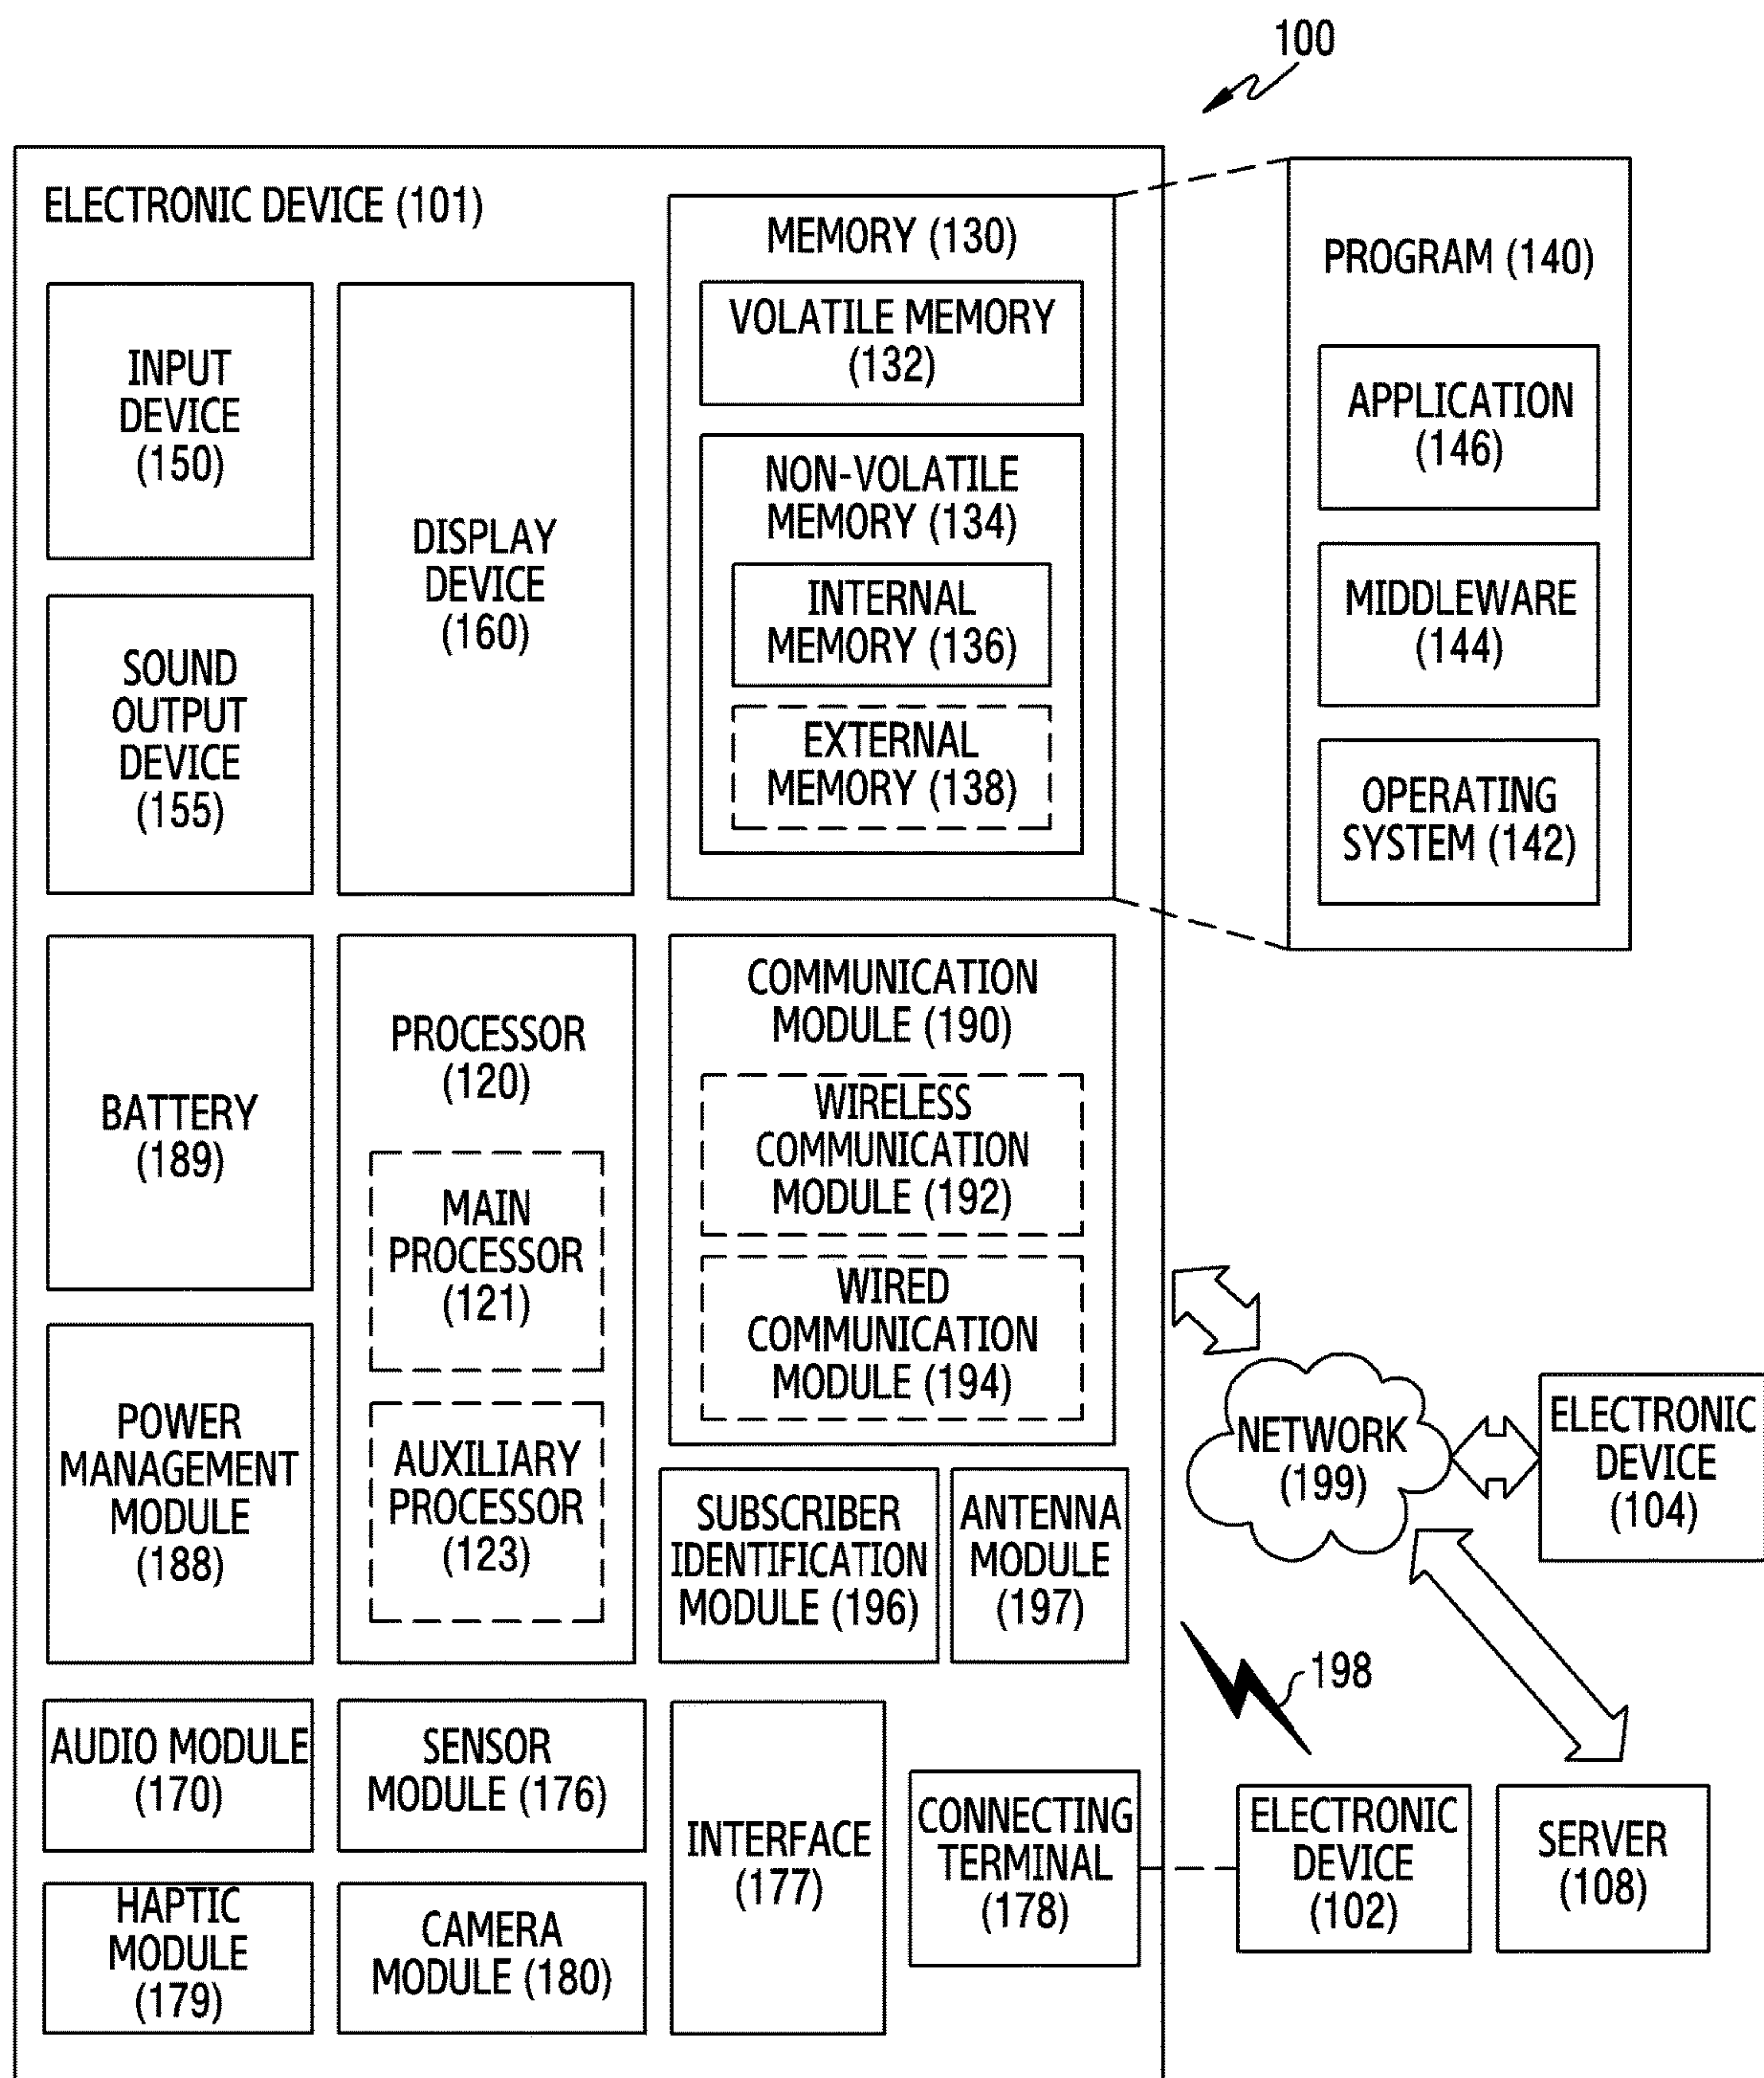 100
ELECTRONIC DEVICE (101)
INPUT
DEVICE
(150)
SOUND
OUTPUT
DEVICE
(155)
DISPLAY
DEVICE
(160)
MEMORY (130)
VOLATILE MEMORY
(132)
NON-VOLATILE
MEMORY (134)
INTERNAL
MEMORY (136)
EXTERNAL
MEMORY (138)
PROGRAM (140)
APPLICATION
(146)
MIDDLEWARE
(144)
OPERATING
SYSTEM (142)
BATTERY
(189)
POWER
MANAGEMENT
MODULE
(188)
PROCESSOR
(120)
MAIN
PROCESSOR
(121)
AUXILIARY
PROCESSOR
(123)
COMMUNICATION
MODULE (190)
WIRELESS
COMMUNICATION
MODULE (192)
WIRED
COMMUNICATION
MODULE (194)
SUBSCRIBER
IDENTIFICATION
MODULE (196)
ANTENNA
MODULE
(197)
NETWORK
(199)
ELECTRONIC
DEVICE
(104)
198
AUDIO MODULE
(170)
SENSOR
MODULE (176)
HAPTIC
MODULE
(179)
CAMERA
MODULE (180)
INTERFACE
(177)
CONNECTING
TERMINAL
(178)
ELECTRONIC
DEVICE
(102)
SERVER
(108)